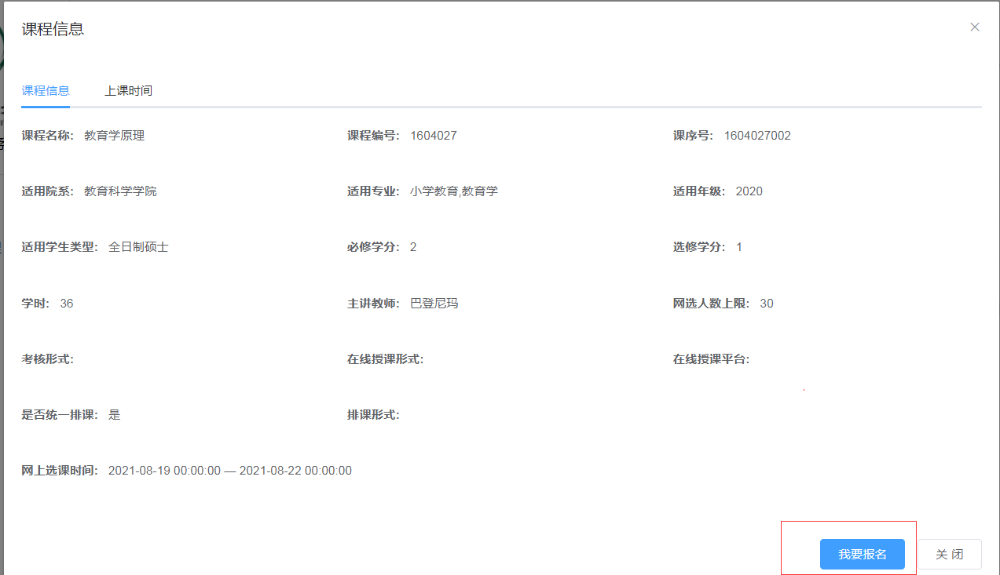 课程信息
课程信息 上课时间
课程名称: 教育学原理 课程编号: 1604027 课序号: 1604027002
适用院系: 教育科学学院 适用专业: 小学教育,教育学 适用年级: 2020
适用学生类型: 全日制硕士 必修学分: 2 选修学分: 1
学时: 36 主讲教师: 巴登尼玛 网选人数上限: 30
考核形式: 在线授课形式: 在线授课平台:
是否统一排课: 是 排课形式:
网上选课时间: 2021-08-19 00:00:00 — 2021-08-22 00:00:00
我要报名 关 闭